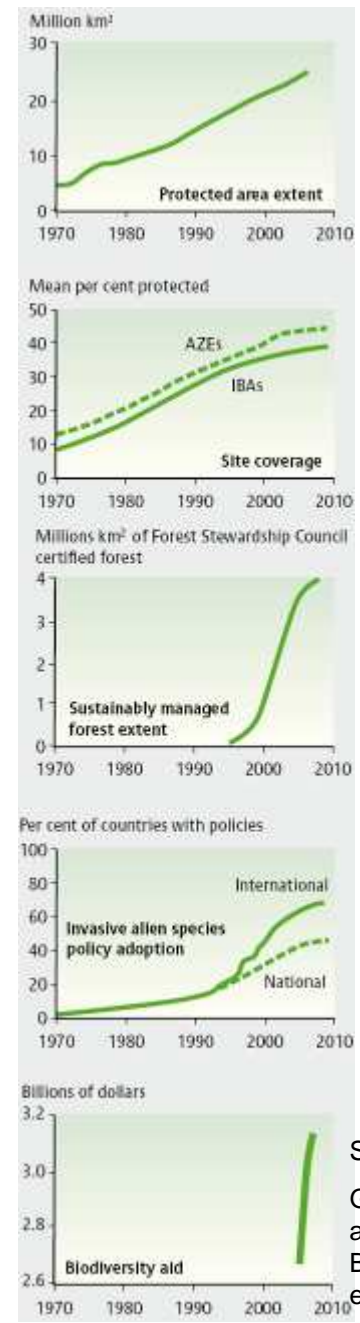 Million km²
30
20
10
0
Protected area extent
1970 1980 1990 2000 2010
Mean per cent protected
50
40
30
20
10
0
AZEs
IBAs
Site coverage
1970 1980 1990 2000 2010
Millions km² of Forest Stewardship Council
certified forest
4
3
2
1
0
Sustainably managed
forest extent
1970 1980 1990 2000 2010
Per cent of countries with policies
100
80
60
40
20
0
International
Invasive alien species
policy adoption
National
1970 1980 1990 2000 2010
Billions of dollars
3.2
3.0
2.8
2.6
Biodiversity aid
1970 1980 1990 2000 2010